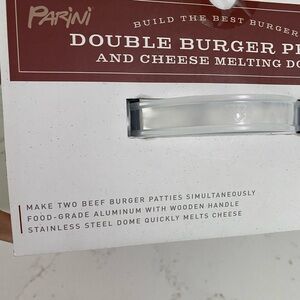 PARINI
BUILD THE BEST BURGER
DOUBLE BURGER
AND CHEESE MELTING
MAKE TWO BEEF BURGER PATTIES SIMULTANEOUSLY
FOOD-GRADE ALUMINUM WITH WOODEN HANDLE
STAINLESS STEEL DOME QUICKLY MELTS CHEESE